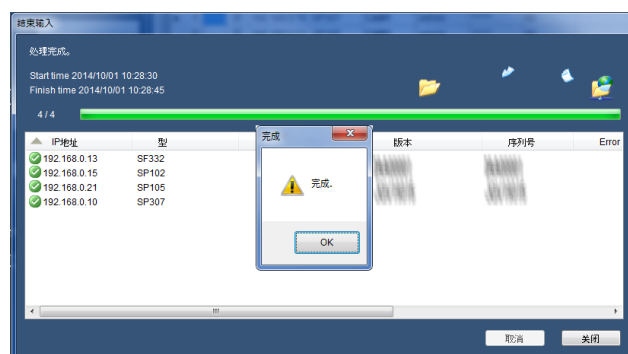 结束输入
处理完成。
Start time 2014/10/01 10:28:30
Finish time 2014/10/01 10:28:45
4 / 4
IP地址 型 版本 序列号 Error
192.168.0.13 SF332
192.168.0.15 SP102
192.168.0.21 SP105
192.168.0.10 SP307
完成
完成.
OK
取消 关闭